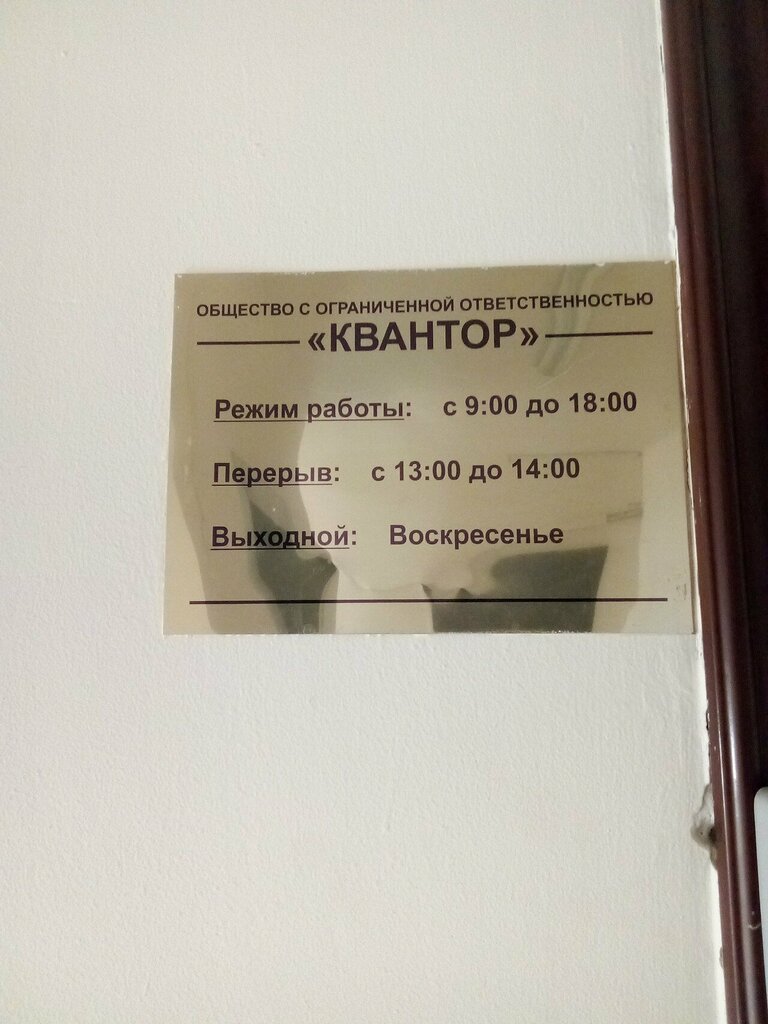 ОБЩЕСТВО С ОГРАНИЧЕННОЙ ОТВЕТСТВЕННОСТЬЮ
«КВАНТОР»
Режим работы: с 9:00 до 18:00
Перерыв: с 13:00 до 14:00
Выходной: Воскресенье